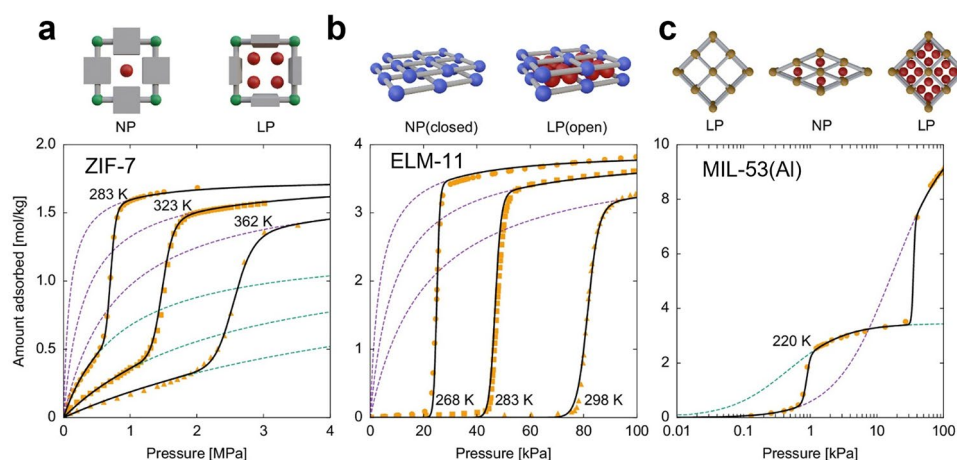 a
NP
LP
ZIF-7
283 K
323 K
362 K
Amount adsorbed [mol/kg]
2.0
1.5
1.0
0.5
0
0
1
2
3
4
Pressure [MPa]
b
NP(closed)
LP(open)
ELM-11
268 K
283 K
298 K
4
3
2
1
0
0
20
40
60
80
100
Pressure [kPa]
c
LP
NP
LP
MIL-53(Al)
220 K
10
8
6
4
2
0
0.01
0.1
1
10
100
Pressure [kPa]